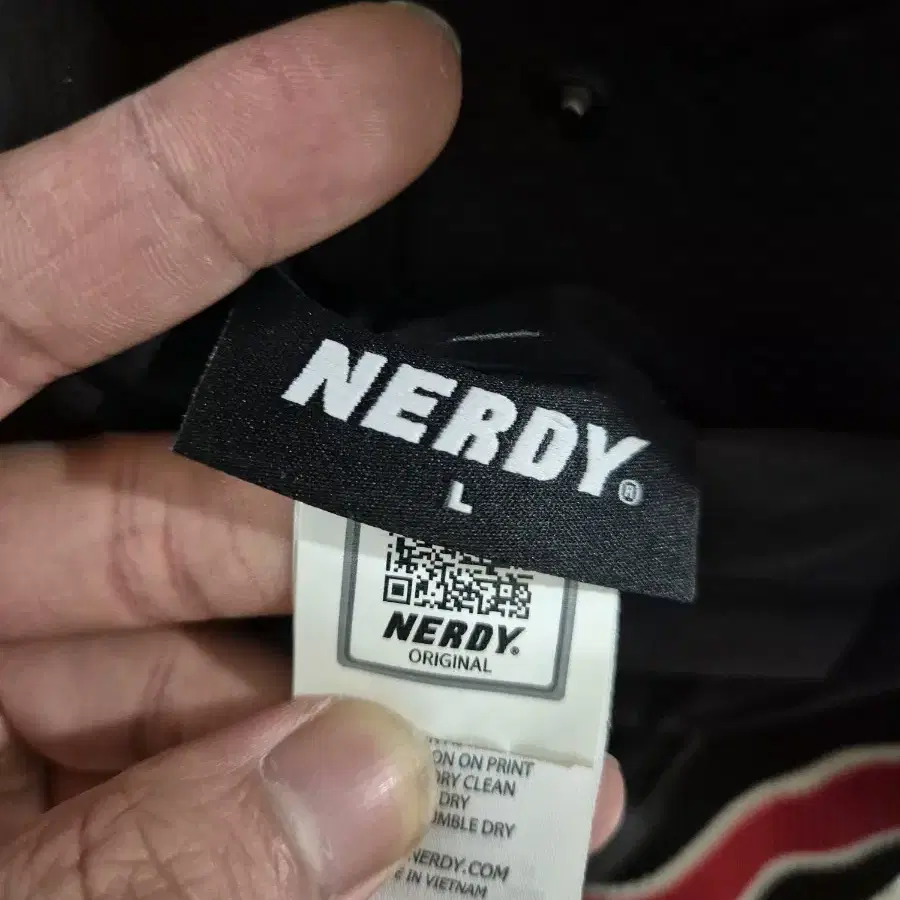 NERDY®
L
NERDY®
ORIGINAL
ON ON PRINT
DRY CLEAN
DRY
UMBLE DRY
NERDY.COM
E IN VIETNAM